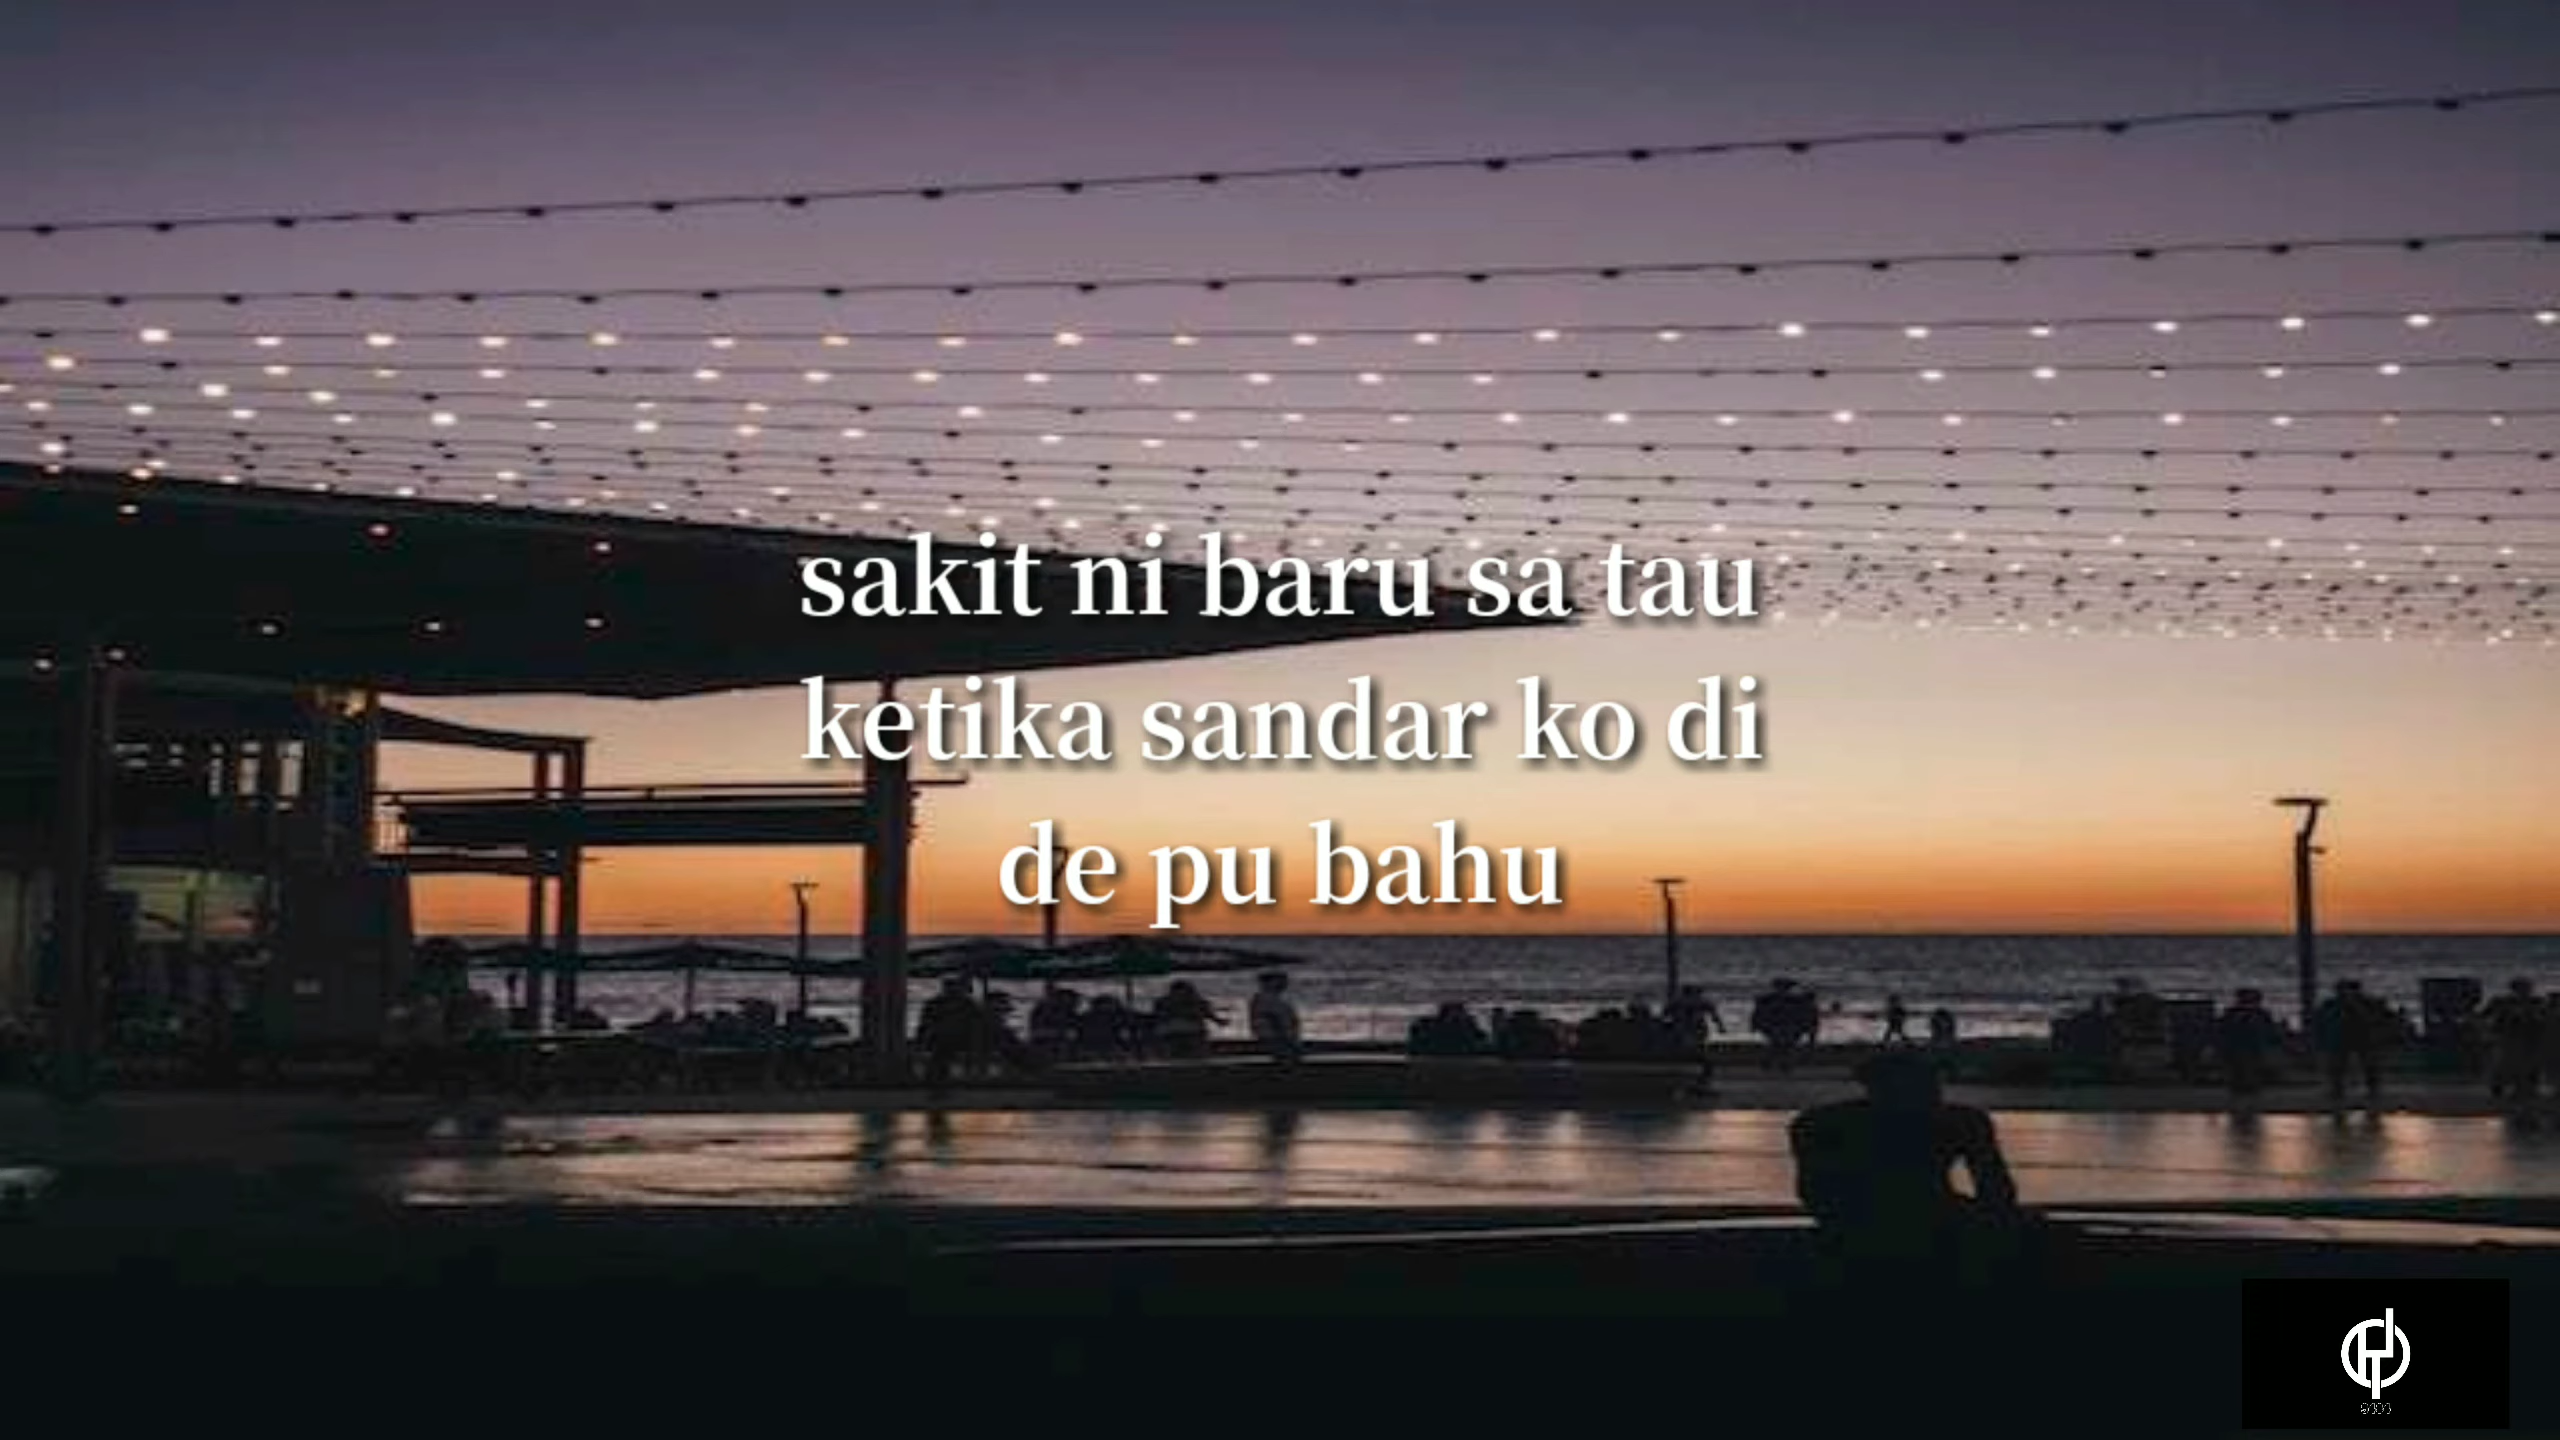 sakit ni baru sa tau
ketika sandar ko di
de pu bahu